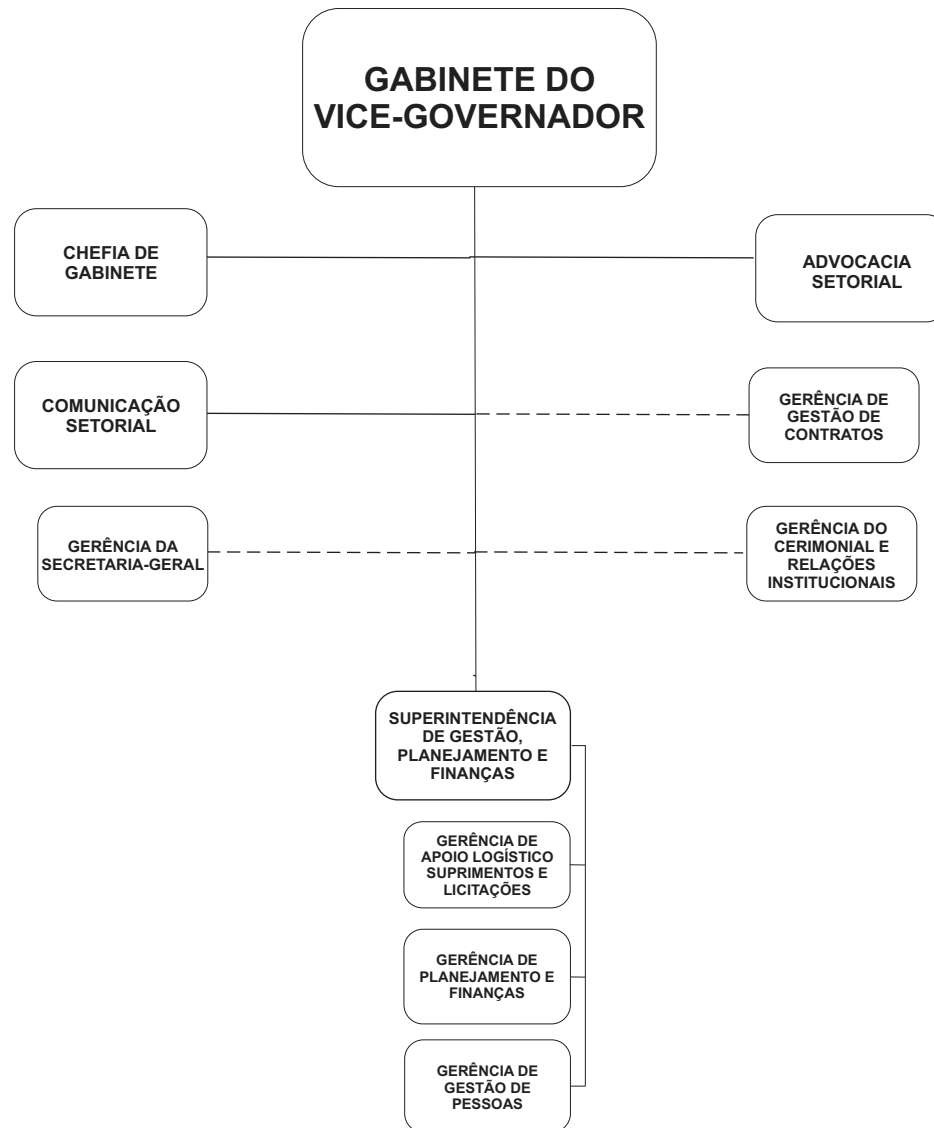 GABINETE DO
VICE-GOVERNADOR
CHEFIA DE
GABINETE
ADVOCACIA
SETORIAL
COMUNICAÇÃO
SETORIAL
GERÊNCIA DE
GESTÃO DE
CONTRATOS
GERÊNCIA DA
SECRETARIA-GERAL
GERÊNCIA DO
CERIMONIAL E
RELAÇÕES
INSTITUCIONAIS
SUPERINTENDÊNCIA
DE GESTÃO,
PLANEJAMENTO E
FINANÇAS
GERÊNCIA DE
APOIO LOGÍSTICO
SUPRIMENTOS E
LICITAÇÕES
GERÊNCIA DE
PLANEJAMENTO E
FINANÇAS
GERÊNCIA DE
GESTÃO DE
PESSOAS